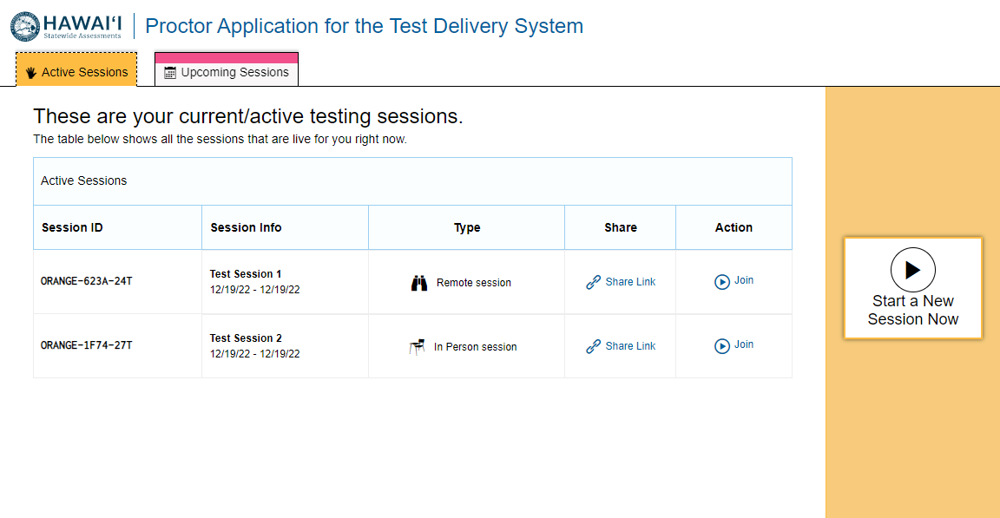 HAWAIʻI
Statewide Assessments
Proctor Application for the Test Delivery System
Active Sessions
Upcoming Sessions
These are your current/active testing sessions.
The table below shows all the sessions that are live for you right now.
Active Sessions
Session ID Session Info Type Share Action
ORANGE-623A-24T Test Session 1 12/19/22 - 12/19/22 Remote session Share Link Join
ORANGE-1F74-27T Test Session 2 12/19/22 - 12/19/22 In Person session Share Link Join
Start a New
Session Now